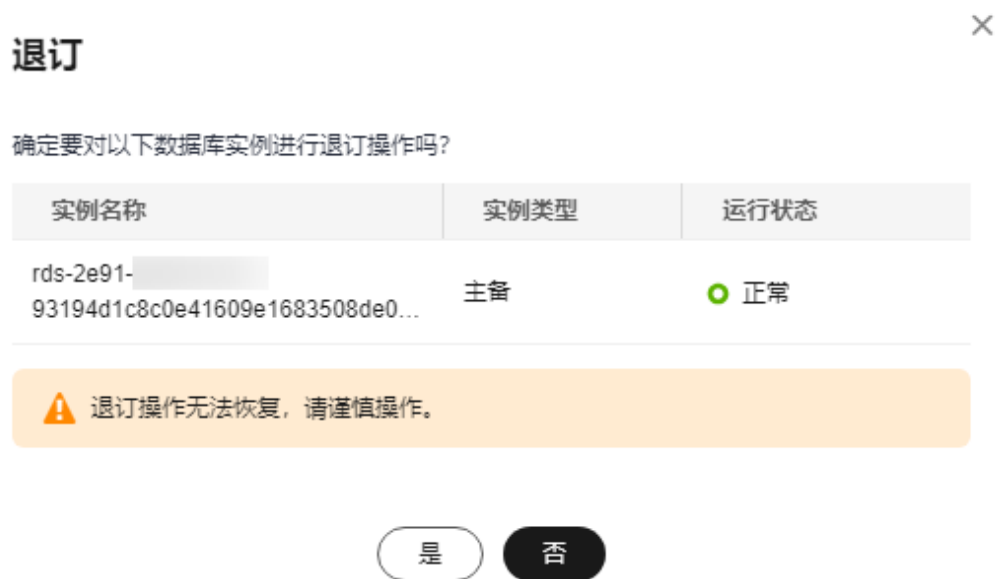 退订
确定要对以下数据库实例进行退订操作吗?
实例名称 实例类型 运行状态
rds-2e91-
93194d1c8c0e41609e1683508de0...
主备
正常
退订操作无法恢复，请谨慎操作。
是 否